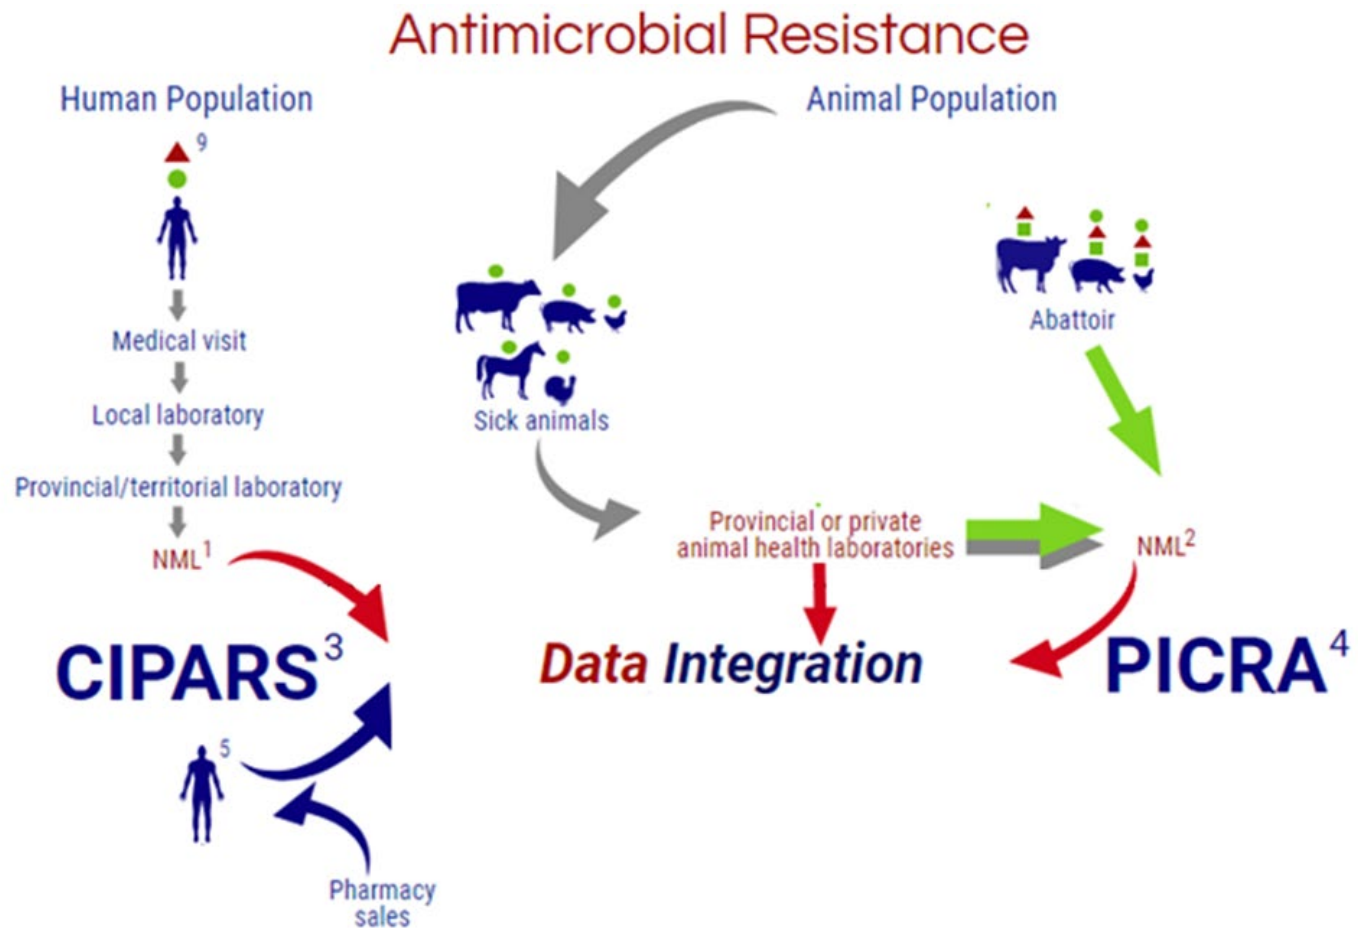 Antimicrobial Resistance
Human Population
Animal Population
9
Abattoir
Medical visit
Local laboratory
Sick animals
Provincial/territorial laboratory
Provincial or private
animal health laboratories
NML1
NML2
CIPARS3
Data Integration
PICRA4
5
Pharmacy
sales